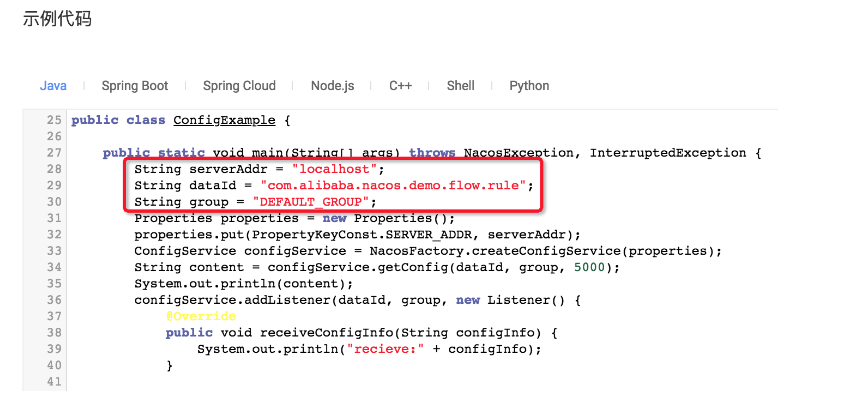 示例代码
Java Spring Boot Spring Cloud Node.js C++ Shell Python
25 public class ConfigExample {
26
27 public static void main(String[] args) throws NacosException, InterruptedException {
28 String serverAddr = "localhost";
29 String dataId = "com.alibaba.nacos.demo.flow.rule";
30 String group = "DEFAULT_GROUP";
31 Properties properties = new Properties();
32 properties.put(PropertyKeyConst.SERVER_ADDR, serverAddr);
33 ConfigService configService = NacosFactory.createConfigService(properties);
34 String content = configService.getConfig(dataId, group, 5000);
35 System.out.println(content);
36 configService.addListener(dataId, group, new Listener() {
37 @Override
38 public void receiveConfigInfo(String configInfo) {
39 System.out.println("recieve:" + configInfo);
40 }
41